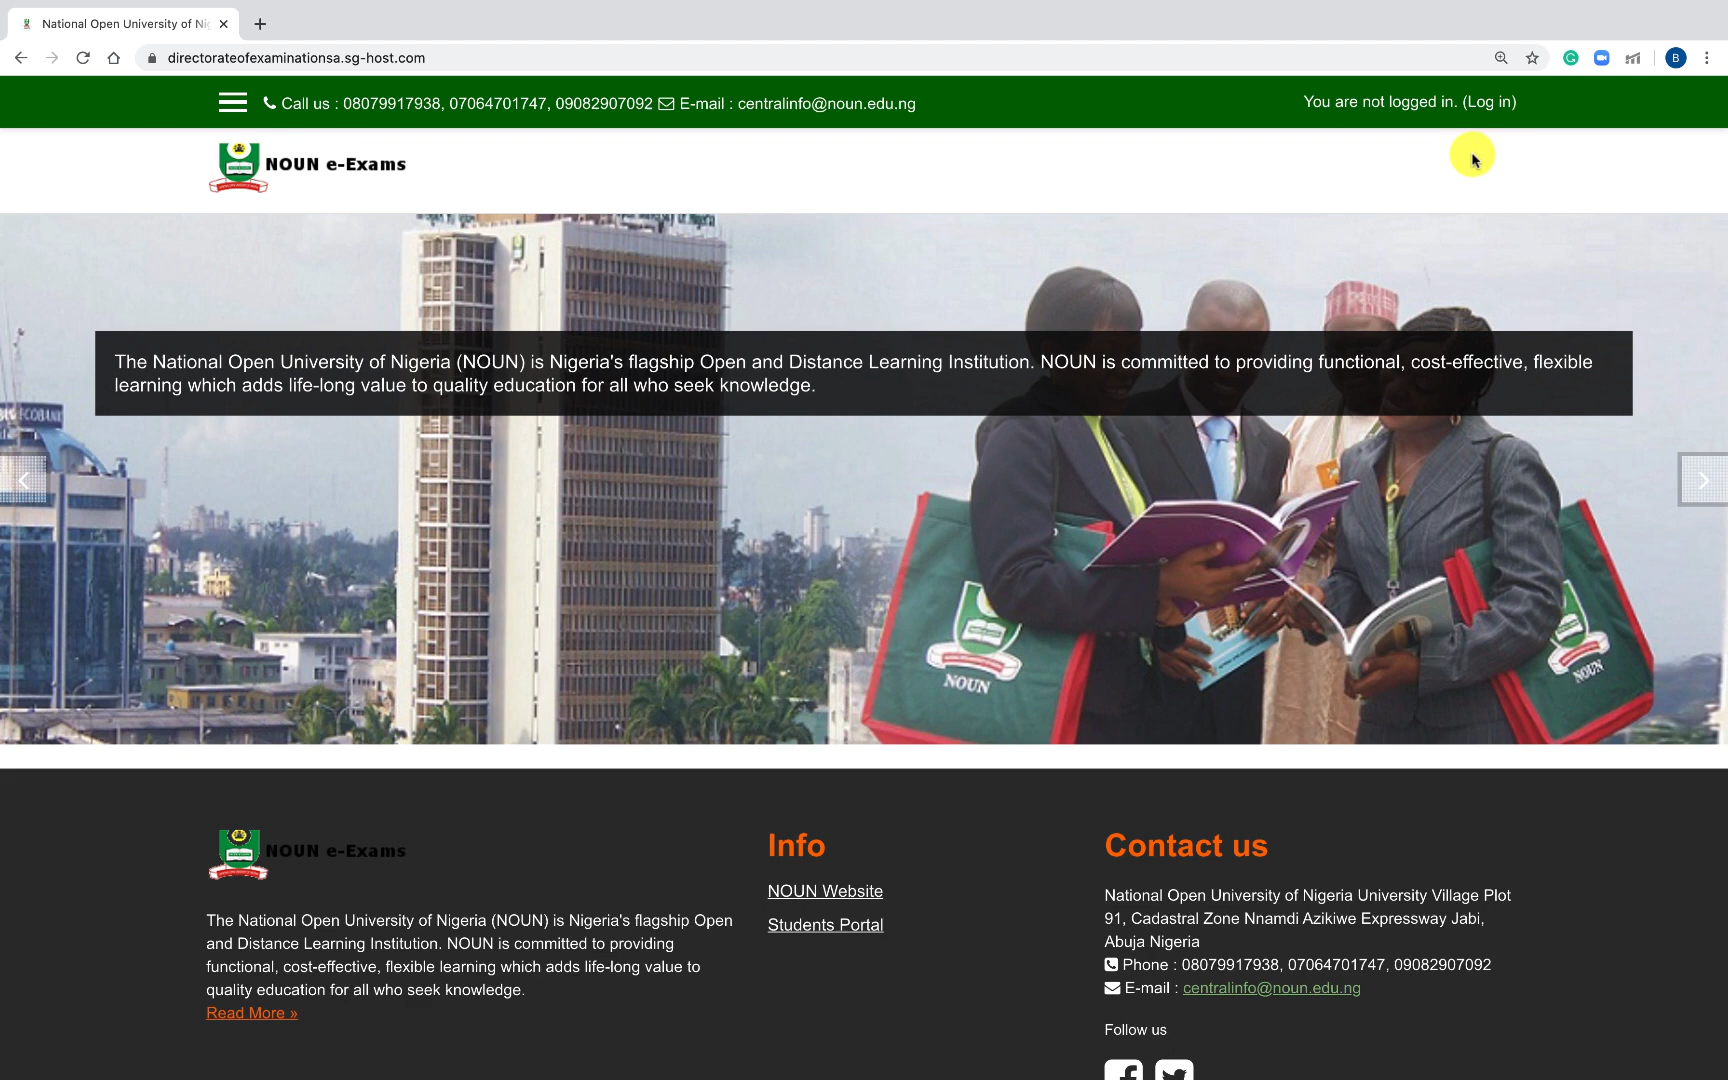 National Open University of Nig
directorateofexaminationsa.sg-host.com
B
Call us : 08079917938, 07064701747, 09082907092 E-mail : centralinfo@noun.edu.ng
You are not logged in. (Log in)
NOUN e-Exams
The National Open University of Nigeria (NOUN) is Nigeria's flagship Open and Distance Learning Institution. NOUN is committed to providing functional, cost-effective, flexible
learning which adds life-long value to quality education for all who seek knowledge.
ECOBANK
NOUN
NOUN
NOUN e-Exams
The National Open University of Nigeria (NOUN) is Nigeria's flagship Open
and Distance Learning Institution. NOUN is committed to providing
functional, cost-effective, flexible learning which adds life-long value to
quality education for all who seek knowledge.
Read More »
Info
NOUN Website
Students Portal
Contact us
National Open University of Nigeria University Village Plot
91, Cadastral Zone Nnamdi Azikiwe Expressway Jabi,
Abuja Nigeria
Phone : 08079917938, 07064701747, 09082907092
E-mail : centralinfo@noun.edu.ng
Follow us